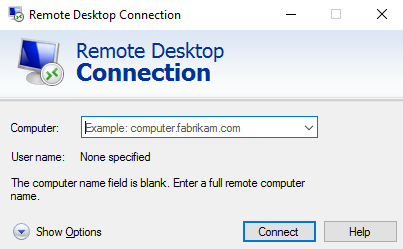 Remote Desktop Connection
Remote Desktop
Connection
Computer:
Example: computer.fabrikam.com
User name:
None specified
The computer name field is blank. Enter a full remote computer
name.
Show Options
Connect
Help